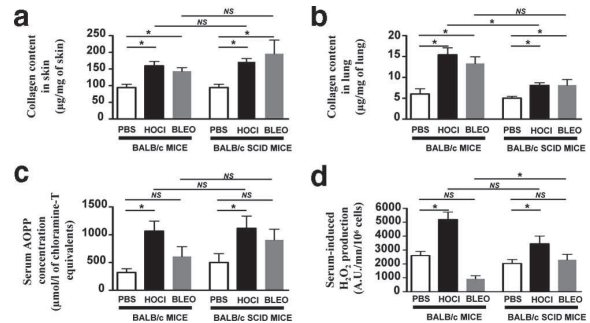 a
NS
NS
*
*
*
*
Collagen content
in skin
(µg/mg of skin)
250
200
150
100
50
0
PBS HOCl BLEO PBS HOCl BLEO
BALB/c MICE BALB/c SCID MICE
b
NS
*
*
*
*
*
Collagen content
in lung
(µg/mg of lung)
20
15
10
5
0
PBS HOCl BLEO PBS HOCl BLEO
BALB/c MICE BALB/c SCID MICE
c
NS
NS
NS
NS
*
*
Serum AOPP
concentration
(µmol/l of chloramine-T
equivalents)
1500
1000
500
0
PBS HOCl BLEO PBS HOCl BLEO
BALB/c MICE BALB/c SCID MICE
d
*
NS
NS
NS
*
*
Serum-induced
H₂O₂ production
(A.U./mn/10⁶ cells)
6000
5000
4000
3000
2000
1000
0
PBS HOCl BLEO PBS HOCl BLEO
BALB/c MICE BALB/c SCID MICE